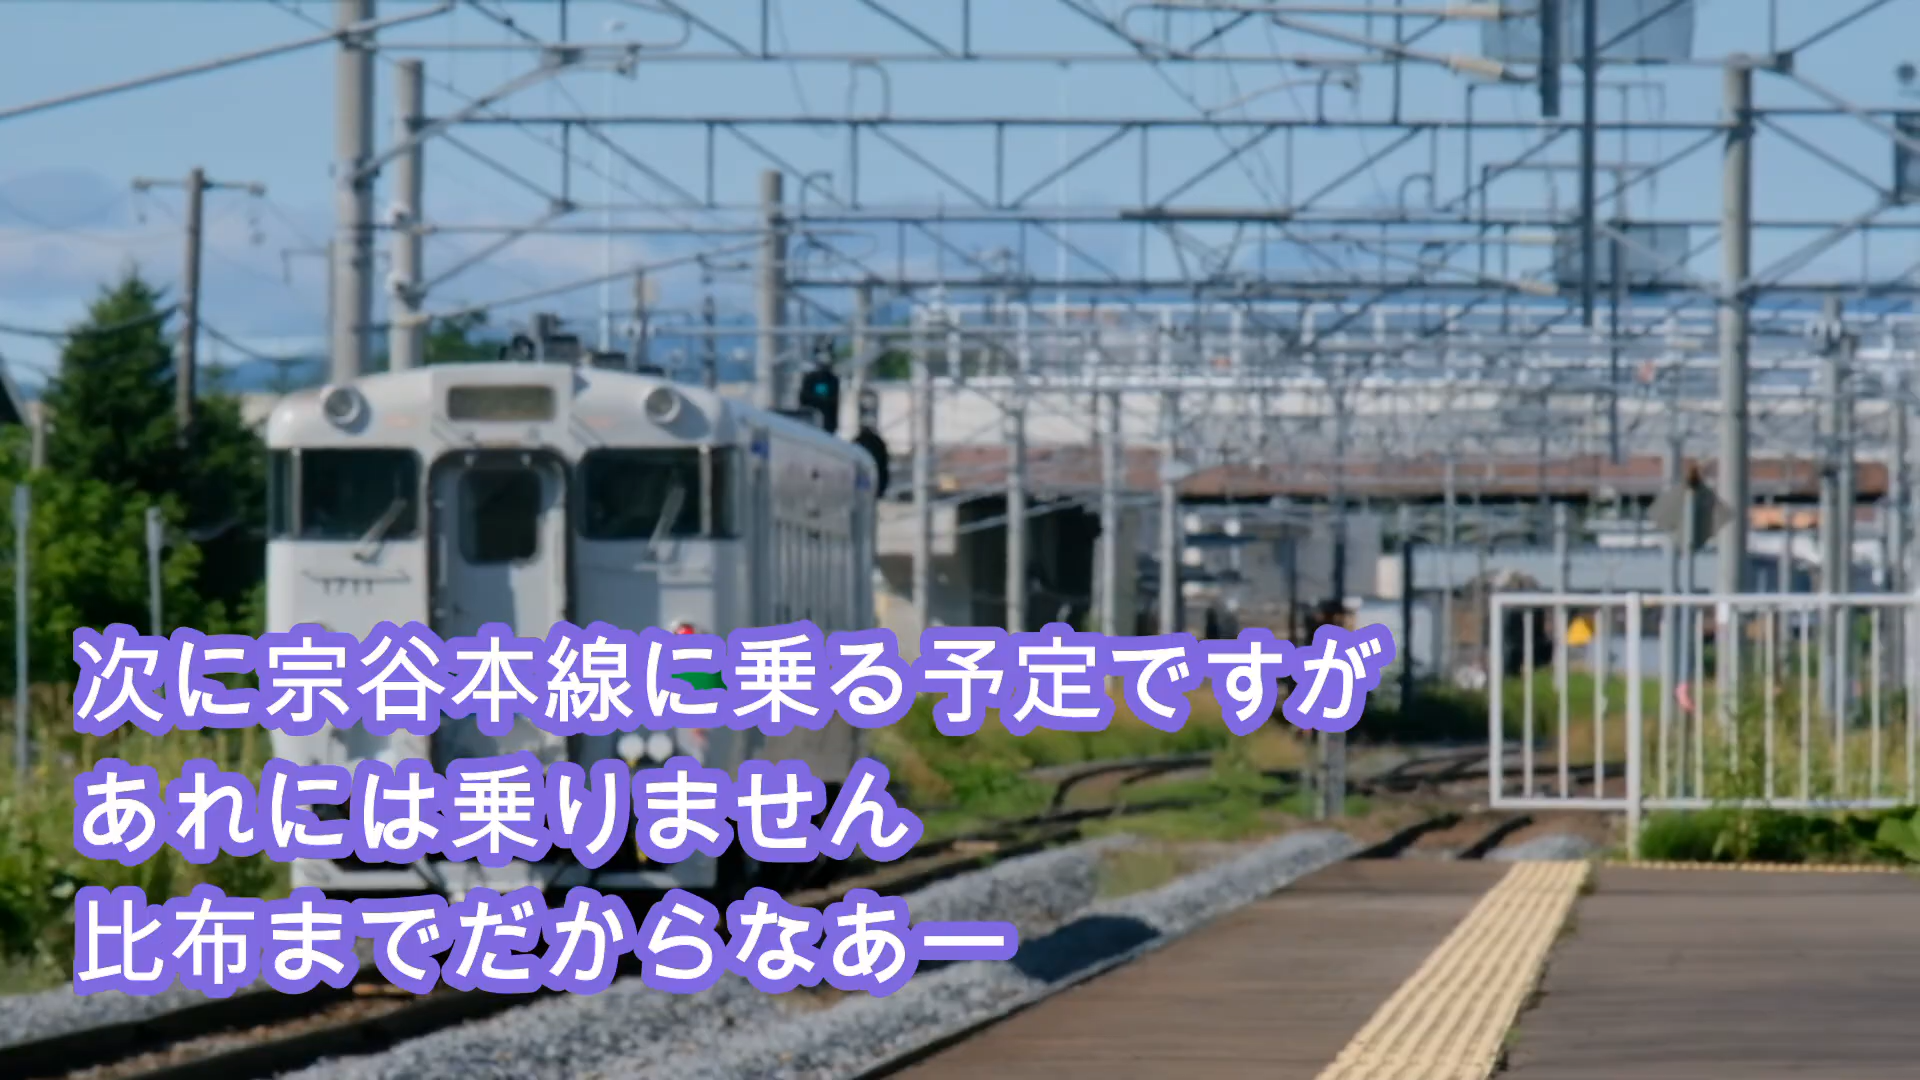 1711
次に宗谷本線に乗る予定ですが
あれには乗りません
比布までだからなあー